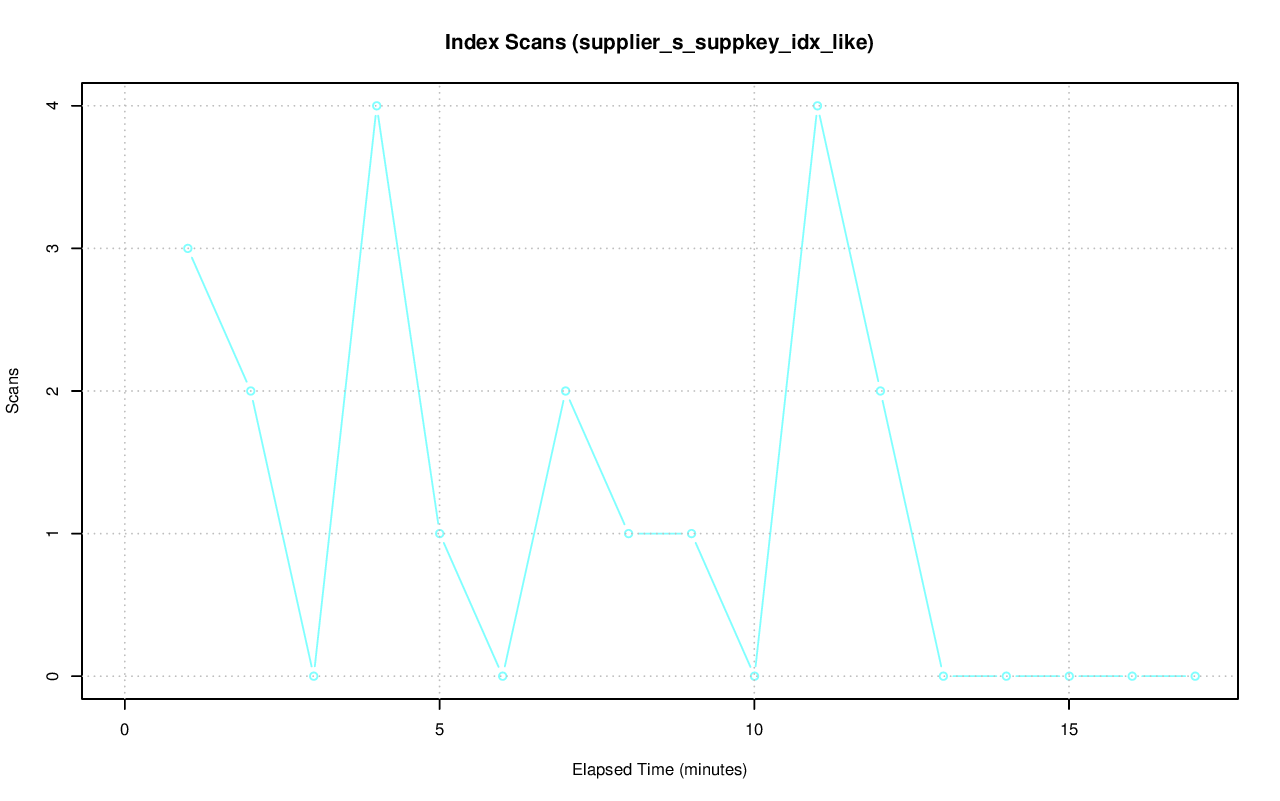 Index Scans (supplier_s_suppkey_idx_like)
4
3
2
1
0
Scans
0 5 10 15
Elapsed Time (minutes)